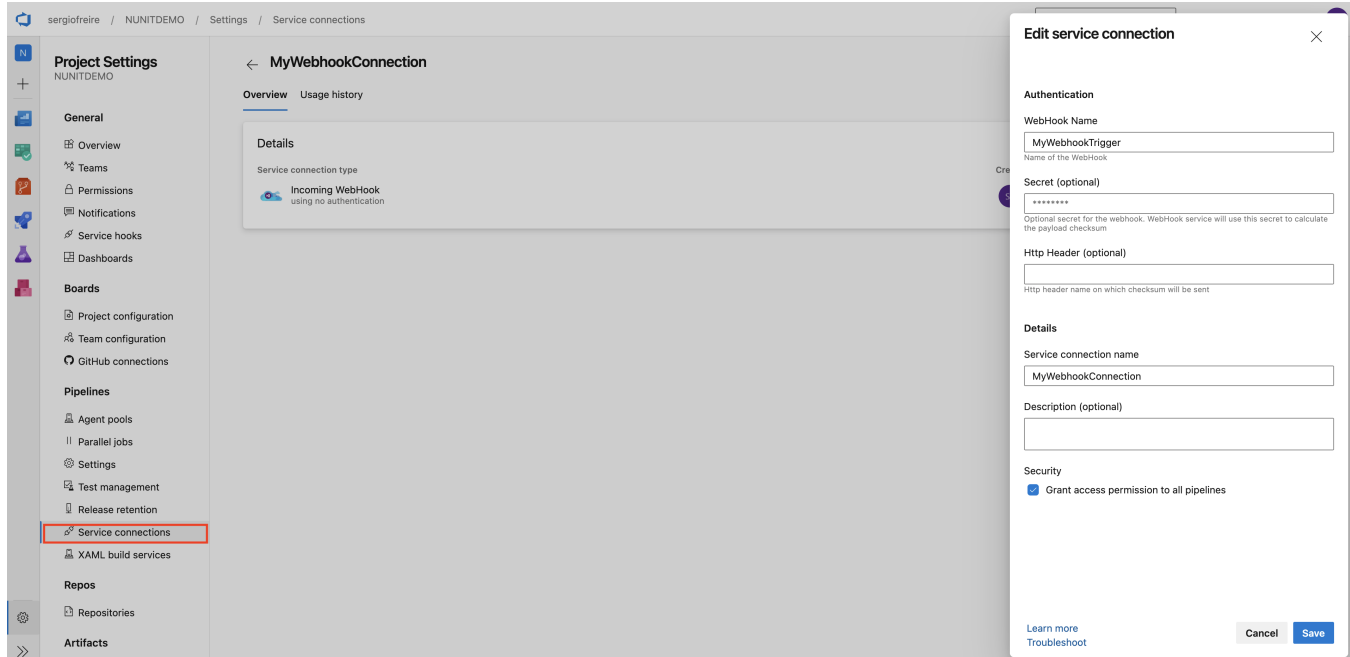 sergiofreire / NUNITDEMO / Settings / Service connections
N
Project Settings
NUNITDEMO
General
Overview
Teams
Permissions
Notifications
Service hooks
Dashboards
Boards
Project configuration
Team configuration
GitHub connections
Pipelines
Agent pools
Parallel jobs
Settings
Test management
Release retention
Service connections
XAML build services
Repos
Repositories
Artifacts
MyWebhookConnection
Overview Usage history
Details
Service connection type
Incoming WebHook
using no authentication
Cre
S
Edit service connection
Authentication
WebHook Name
MyWebhookTrigger
Name of the WebHook
Secret (optional)
********
Optional secret for the webhook. WebHook service will use this secret to calculate
the payload checksum
Http Header (optional)
Http header name on which checksum will be sent
Details
Service connection name
MyWebhookConnection
Description (optional)
Security
Grant access permission to all pipelines
Learn more
Troubleshoot
Cancel Save